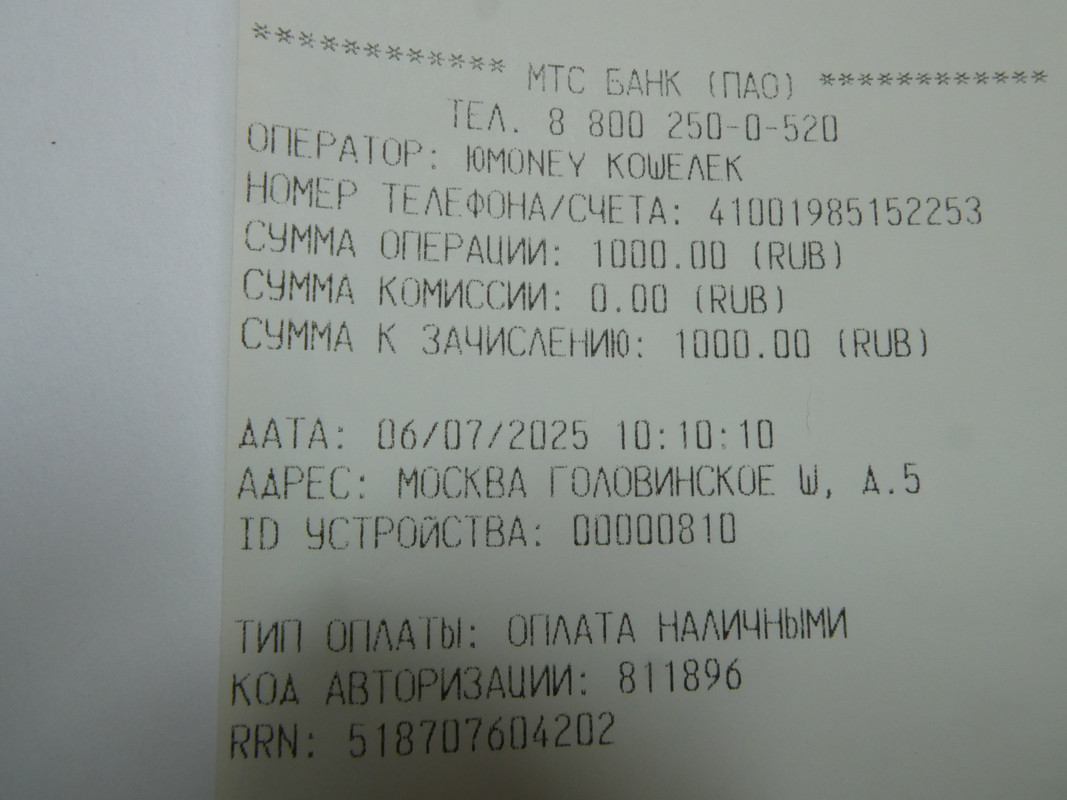 ************ МТС БАНК (ПАО) ************
ТЕЛ. 8 800 250-0-520
ОПЕРАТОР: ЮMONEY КОШЕЛЕК
НОМЕР ТЕЛЕФОНА/СЧЕТА: 41001985152253
СУММА ОПЕРАЦИИ: 1000.00 (RUB)
СУММА КОМИССИИ: 0.00 (RUB)
СУММА К ЗАЧИСЛЕНИЮ: 1000.00 (RUB)
ДАТА: 06/07/2025 10:10:10
АДРЕС: МОСКВА ГОЛОВИНСКОЕ Ш, Д.5
ID УСТРОЙСТВА: 00000810
ТИП ОПЛАТЫ: ОПЛАТА НАЛИЧНЫМИ
КОД АВТОРИЗАЦИИ: 811896
RRN: 518707604202